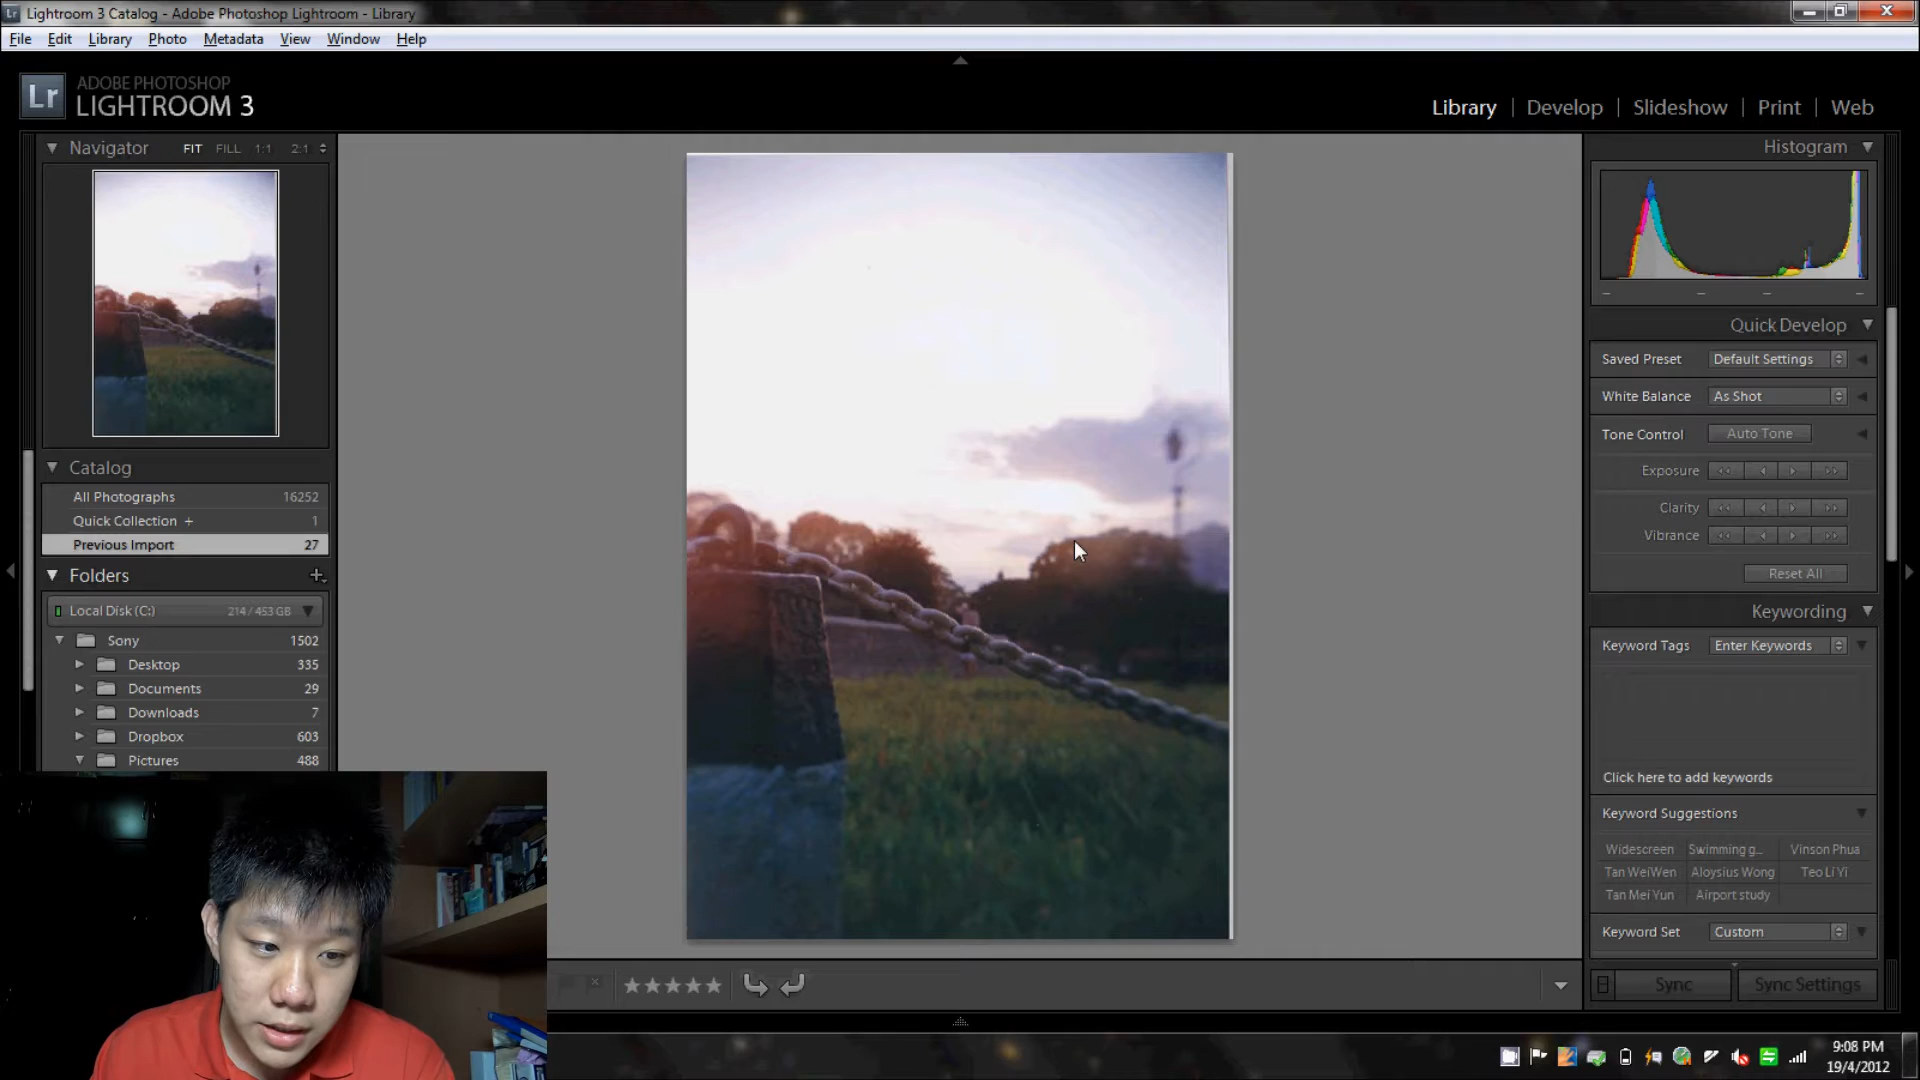 Lr Lightroom 3 Catalog - Adobe Photoshop Lightroom - Library
File Edit Library Photo Metadata View Window Help
Lr ADOBE PHOTOSHOP
LIGHTROOM 3
Library | Develop | Slideshow | Print | Web
Navigator FIT FILL 1:1 2:1
Histogram
Quick Develop
Saved Preset Default Settings
White Balance As Shot
Tone Control Auto Tone
Exposure
Clarity
Vibrance
Reset All
Catalog
All Photographs 16252
Quick Collection + 1
Previous Import 27
Folders +
Local Disk (C:) 214 / 453 GB
Sony 1502
Desktop 335
Documents 29
Downloads 7
Dropbox 603
Pictures 488
Keywording
Keyword Tags Enter Keywords
Click here to add keywords
Keyword Suggestions
Widescreen Swimming g... Vinson Phua
Tan WeiWen Aloysius Wong Teo Li Yi
Tan Mei Yun Airport study
Keyword Set Custom
Sync Sync Settings
9:08 PM
19/4/2012